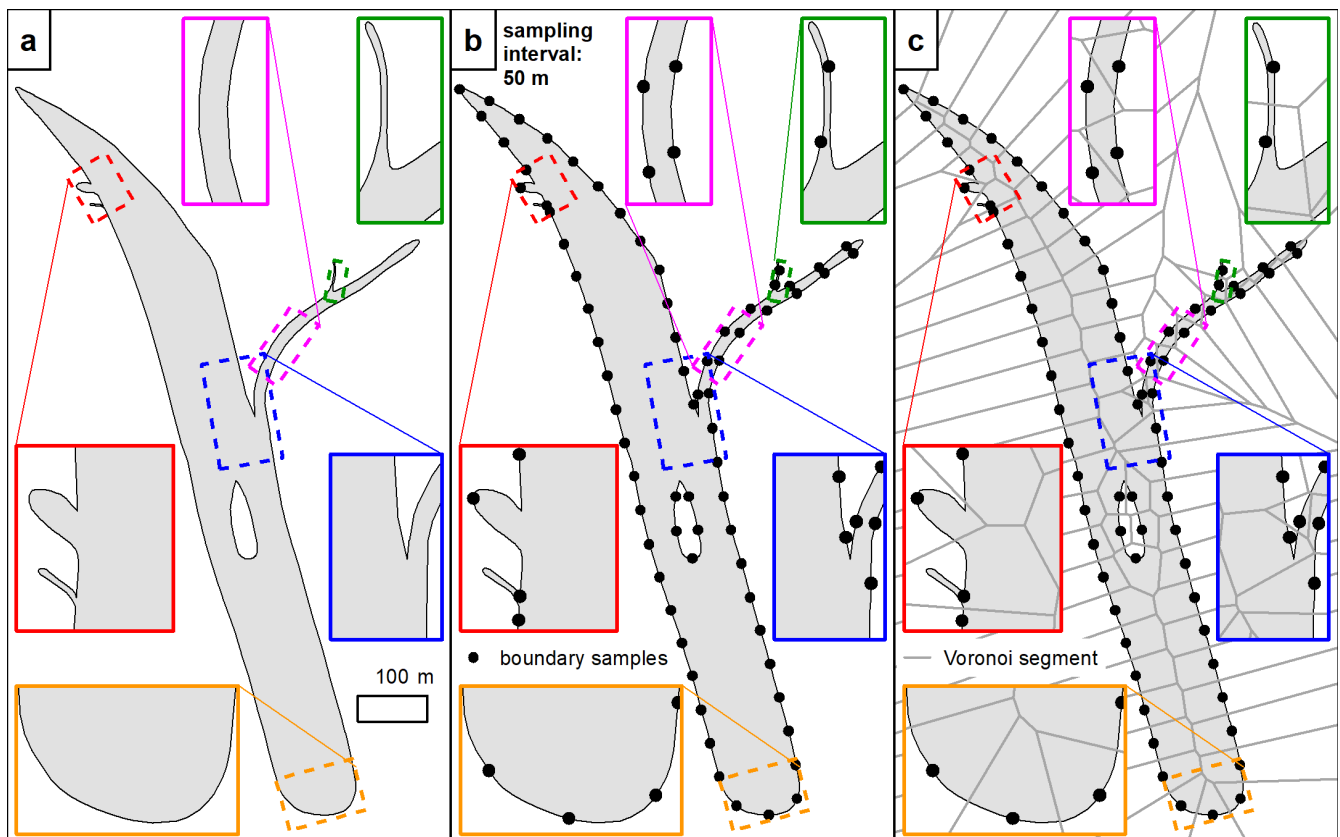 a
100 m
b
sampling
interval:
50 m
boundary samples
c
Voronoi segment